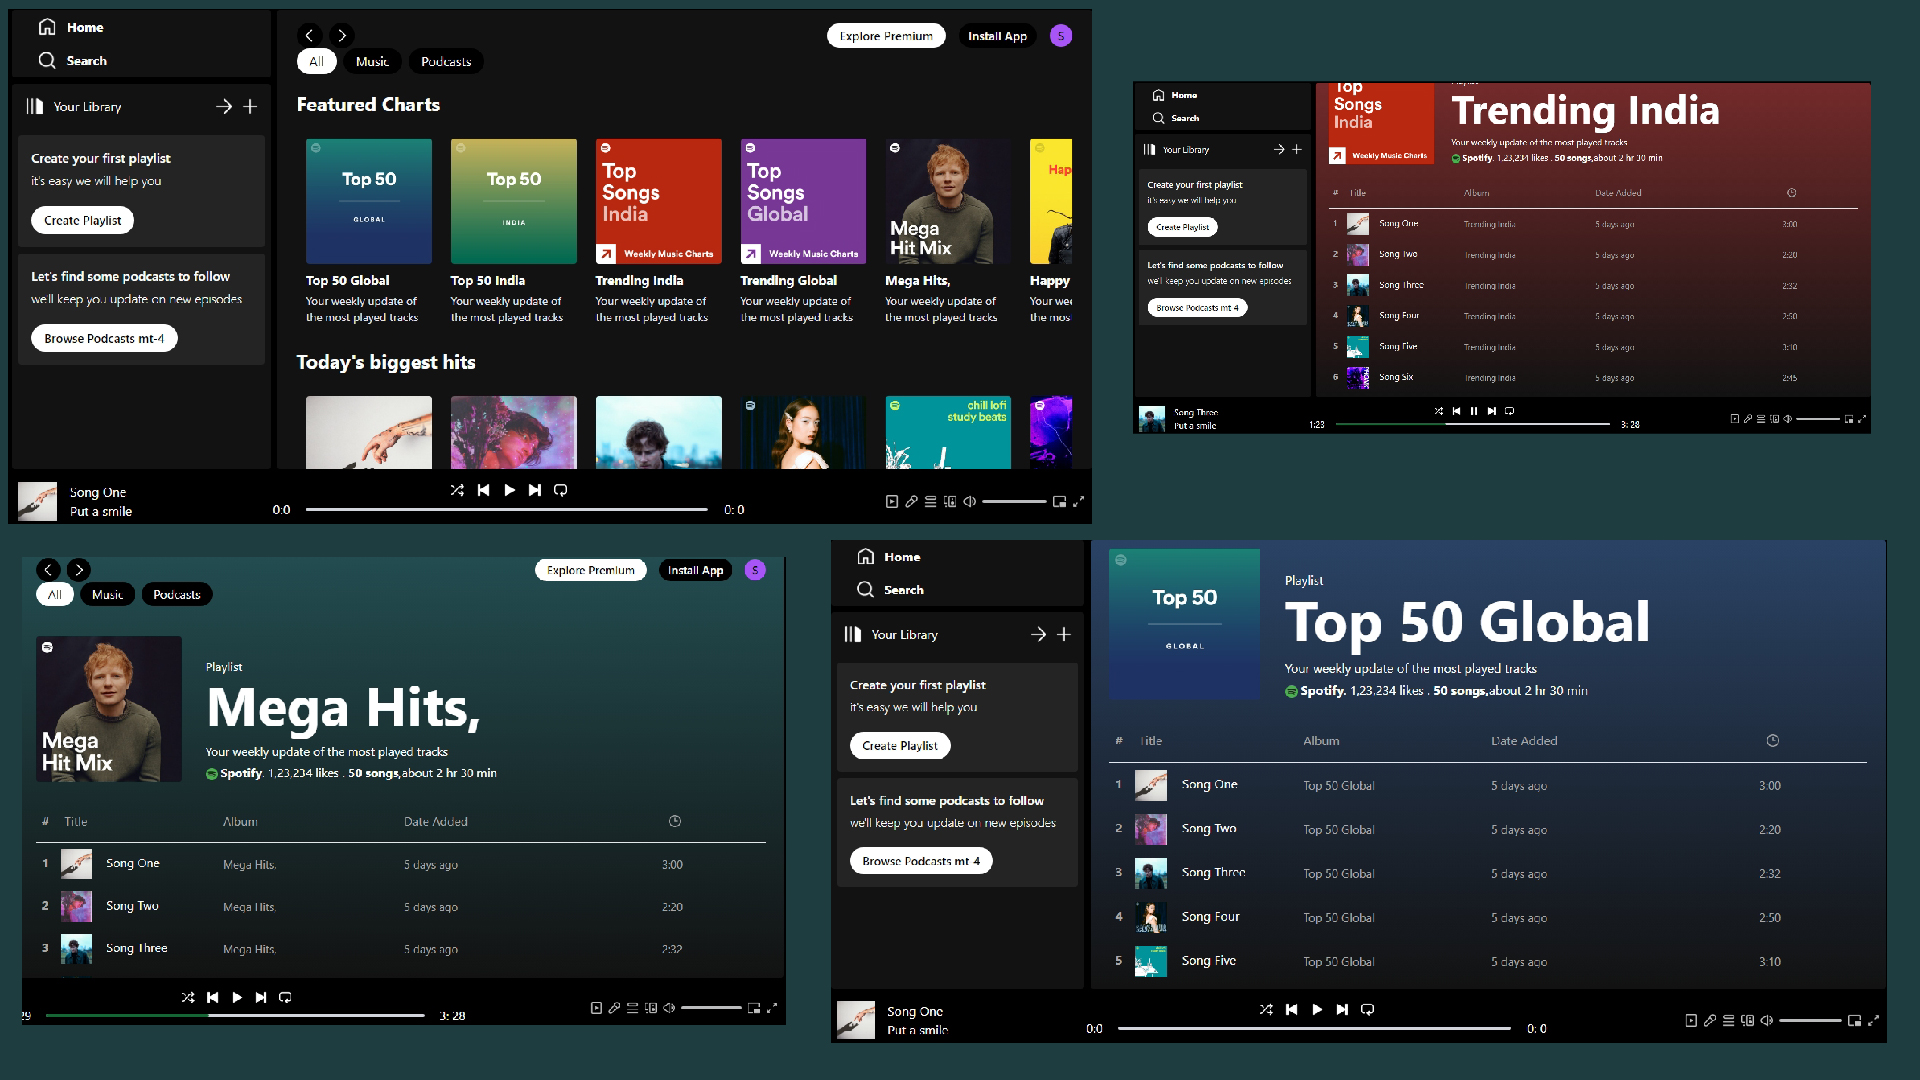 Home
Search
Your Library
Create your first playlist
it's easy we will help you
Create Playlist
Let's find some podcasts to follow
we'll keep you update on new episodes
Browse Podcasts mt-4
Explore Premium
Install App
S
All
Music
Podcasts
Featured Charts
Top 50
GLOBAL
Top 50
INDIA
Top
Songs
India
Weekly Music Charts
Top
Songs
Global
Weekly Music Charts
Mega
Hit Mix
Hap
Top 50 Global
Top 50 India
Trending India
Trending Global
Mega Hits,
Happy
Your weekly update of
the most played tracks
Your weekly update of
the most played tracks
Your weekly update of
the most played tracks
Your weekly update of
the most played tracks
Your weekly update of
the most played tracks
Your we
the mos
Today's biggest hits
chill lofi
study beats
Song One
Put a smile
0:0
0: 0
Home
Search
Your Library
Create your first playlist
it's easy we will help you
Create Playlist
Let's find some podcasts to follow
we'll keep you update on new episodes
Browse Podcasts mt-4
Top
Songs
India
Weekly Music Charts
Trending India
Your weekly update of the most played tracks
Spotify. 1,23,234 likes . 50 songs,about 2 hr 30 min
# Title Album Date Added
1 Song One Trending India 5 days ago 3:00
2 Song Two Trending India 5 days ago 2:20
3 Song Three Trending India 5 days ago 2:32
4 Song Four Trending India 5 days ago 2:50
5 Song Five Trending India 5 days ago 3:10
6 Song Six Trending India 5 days ago 2:45
Song Three
Put a smile
1:23
3: 28
Explore Premium
Install App
S
All
Music
Podcasts
Mega
Hit Mix
Playlist
Mega Hits,
Your weekly update of the most played tracks
Spotify. 1,23,234 likes . 50 songs,about 2 hr 30 min
# Title Album Date Added
1 Song One Mega Hits, 5 days ago 3:00
2 Song Two Mega Hits, 5 days ago 2:20
3 Song Three Mega Hits, 5 days ago 2:32
29
3: 28
Home
Search
Your Library
Create your first playlist
it's easy we will help you
Create Playlist
Let's find some podcasts to follow
we'll keep you update on new episodes
Browse Podcasts mt-4
Top 50
GLOBAL
Playlist
Top 50 Global
Your weekly update of the most played tracks
Spotify. 1,23,234 likes . 50 songs,about 2 hr 30 min
# Title Album Date Added
1 Song One Top 50 Global 5 days ago 3:00
2 Song Two Top 50 Global 5 days ago 2:20
3 Song Three Top 50 Global 5 days ago 2:32
4 Song Four Top 50 Global 5 days ago 2:50
5 Song Five Top 50 Global 5 days ago 3:10
Song One
Put a smile
0:0
0: 0